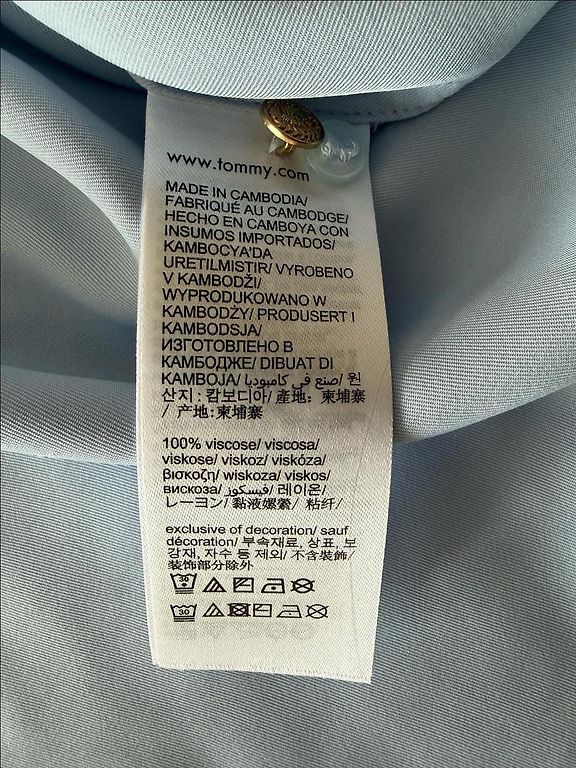 www.tommy.com
MADE IN CAMBODIA/
FABRIQUÉ AU CAMBODGE/
HECHO EN CAMBOYA CON
INSUMOS IMPORTADOS/
KAMBOCYA'DA
URETILMISTIR/ VYROBENO
V KAMBODŽI/
WYPRODUKOWANO W
KAMBODŻY/ PRODUSERT I
KAMBODSJA/
ИЗГОТОВЛЕНО В
КАМБОДЖЕ/ DIBUAT DI
KAMBOJA/ صنع في كامبوديا/ 원
산지 : 캄보디아/ 產地：柬埔寨
/ 产地:柬埔寨
100% viscose/ viscosa/
viskose/ viskoz/ viskóza/
βισκοζη/ wiskoza/ viskos/
вискоза/ فيسكوز/ 레이온/
レーヨン/ 黏液嫘縈/ 粘纤/
exclusive of decoration/ sauf
décoration/ 부속재료, 상표, 보
강재, 자수 등 제외/ 不含裝飾/
装饰部分除外
30
30